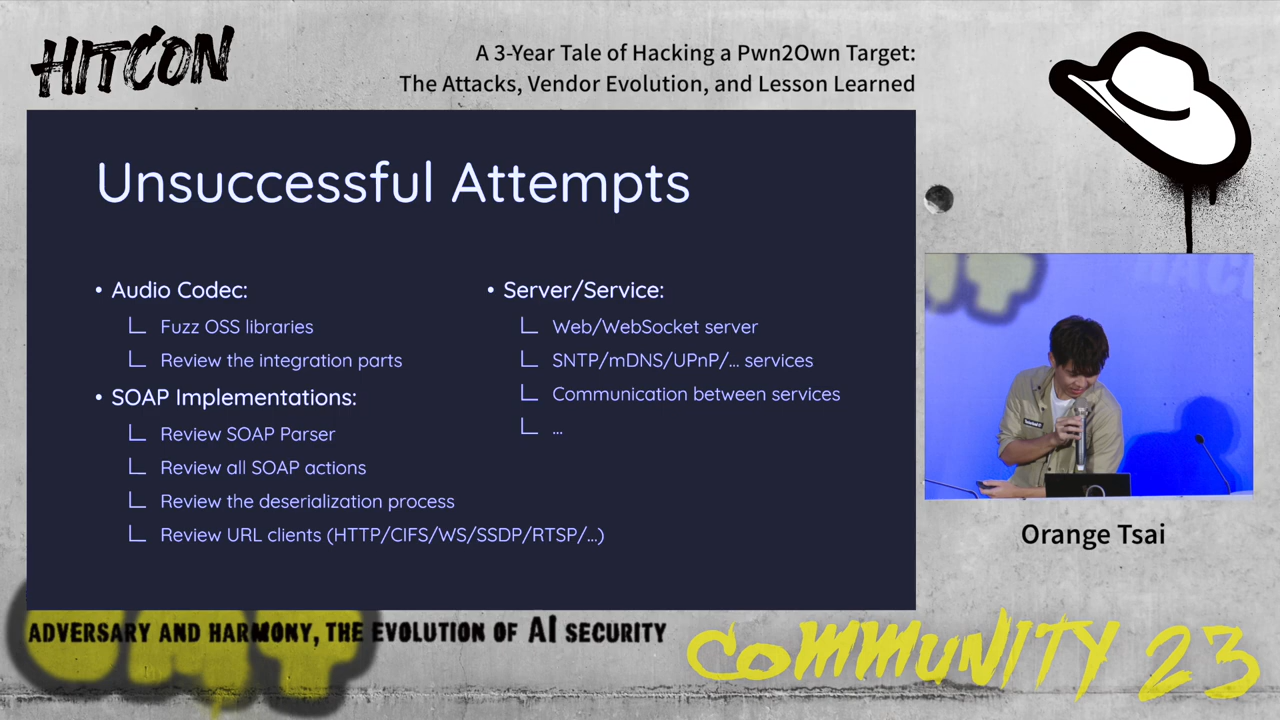 HITCON
A 3-Year Tale of Hacking a Pwn2Own Target:
The Attacks, Vendor Evolution, and Lesson Learned
Unsuccessful Attempts
• Audio Codec:
Fuzz OSS libraries
Review the integration parts
• SOAP Implementations:
Review SOAP Parser
Review all SOAP actions
Review the deserialization process
Review URL clients (HTTP/CIFS/WS/SSDP/RTSP/...)
• Server/Service:
Web/WebSocket server
SNTP/mDNS/UPnP/... services
Communication between services
...
Orange Tsai
ADVERSARY AND HARMONY, THE EVOLUTION OF AI SECURITY
COMMUNITY 23